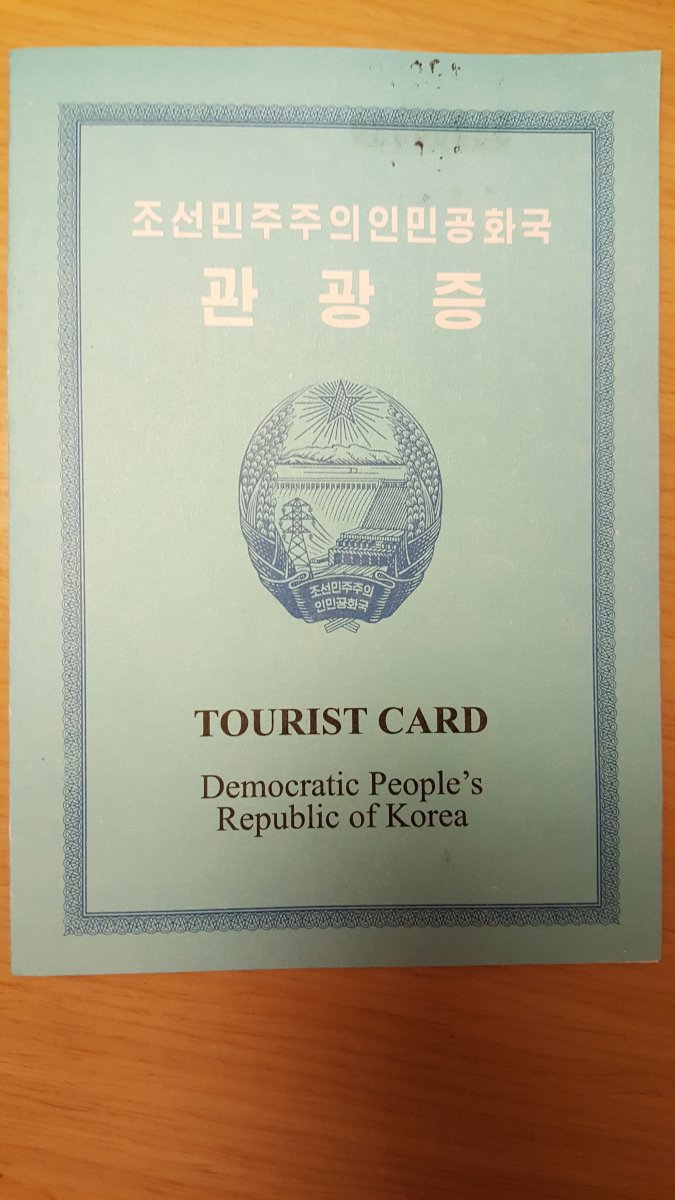 조선민주주의인민공화국
관광증
조선민주주의
인민공화국
TOURIST CARD
Democratic People's
Republic of Korea